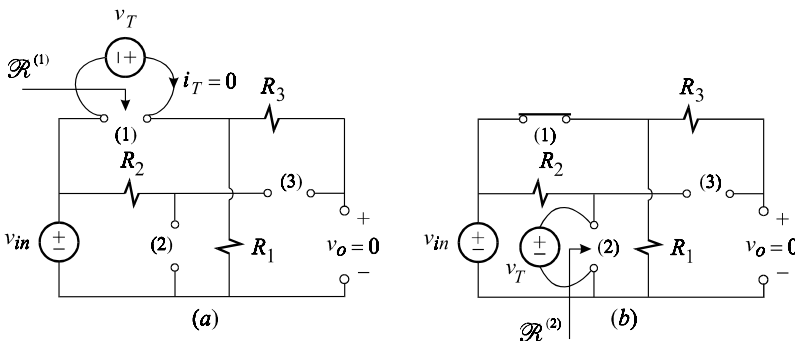 v_T
ℛ^(1)
i_T = 0
R_3
(1)
R_2
(3)
v_in
(2)
R_1
+
v_o = 0
−
(a)
R_3
(1)
R_2
(3)
v_in
(2)
R_1
+
v_o = 0
−
v_T
ℛ^(2)
(b)